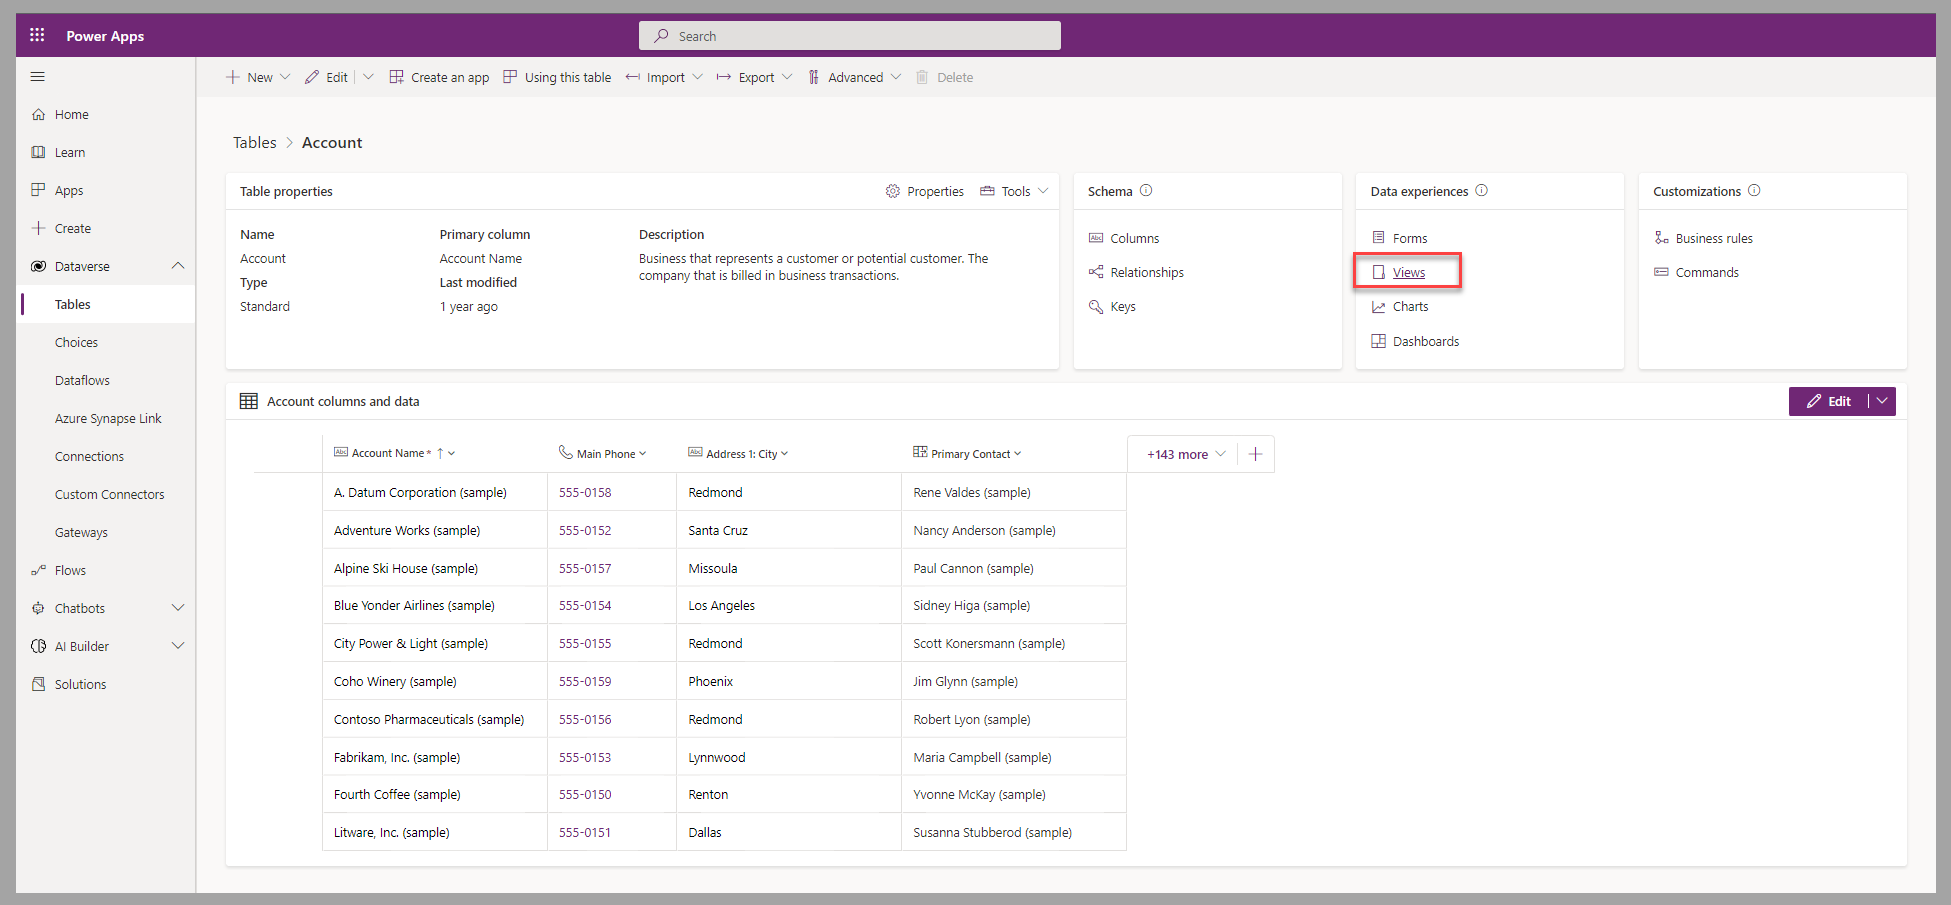 Power Apps
Search
New
Edit
Create an app
Using this table
Import
Export
Advanced
Delete
Home
Learn
Apps
Create
Dataverse
Tables
Choices
Dataflows
Azure Synapse Link
Connections
Custom Connectors
Gateways
Flows
Chatbots
AI Builder
Solutions
Tables > Account
Table properties
Properties
Tools
Name
Account
Type
Standard
Primary column
Account Name
Last modified
1 year ago
Description
Business that represents a customer or potential customer. The
company that is billed in business transactions.
Schema
Columns
Relationships
Keys
Data experiences
Forms
Views
Charts
Dashboards
Customizations
Business rules
Commands
Account columns and data
Edit
Abc Account Name * ↑ Main Phone Abc Address 1: City Primary Contact +143 more
A. Datum Corporation (sample) 555-0158 Redmond Rene Valdes (sample)
Adventure Works (sample) 555-0152 Santa Cruz Nancy Anderson (sample)
Alpine Ski House (sample) 555-0157 Missoula Paul Cannon (sample)
Blue Yonder Airlines (sample) 555-0154 Los Angeles Sidney Higa (sample)
City Power & Light (sample) 555-0155 Redmond Scott Konersmann (sample)
Coho Winery (sample) 555-0159 Phoenix Jim Glynn (sample)
Contoso Pharmaceuticals (sample) 555-0156 Redmond Robert Lyon (sample)
Fabrikam, Inc. (sample) 555-0153 Lynnwood Maria Campbell (sample)
Fourth Coffee (sample) 555-0150 Renton Yvonne McKay (sample)
Litware, Inc. (sample) 555-0151 Dallas Susanna Stubberod (sample)